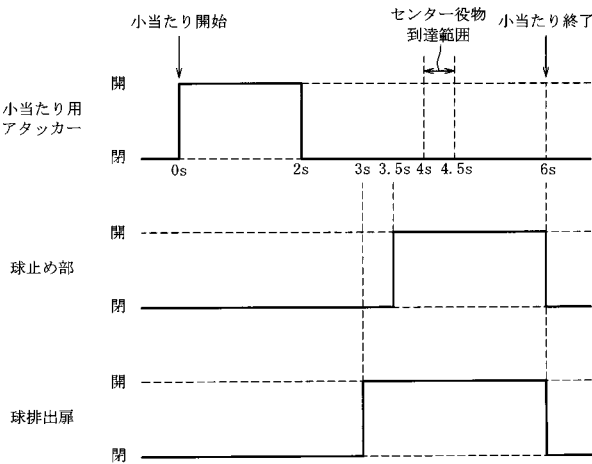 小当たり開始
センター役物
到達範囲
小当たり終了
小当たり用
アタッカー
開
閉
0s
2s
3s
3.5s
4s
4.5s
6s
球止め部
開
閉
球排出扉
開
閉